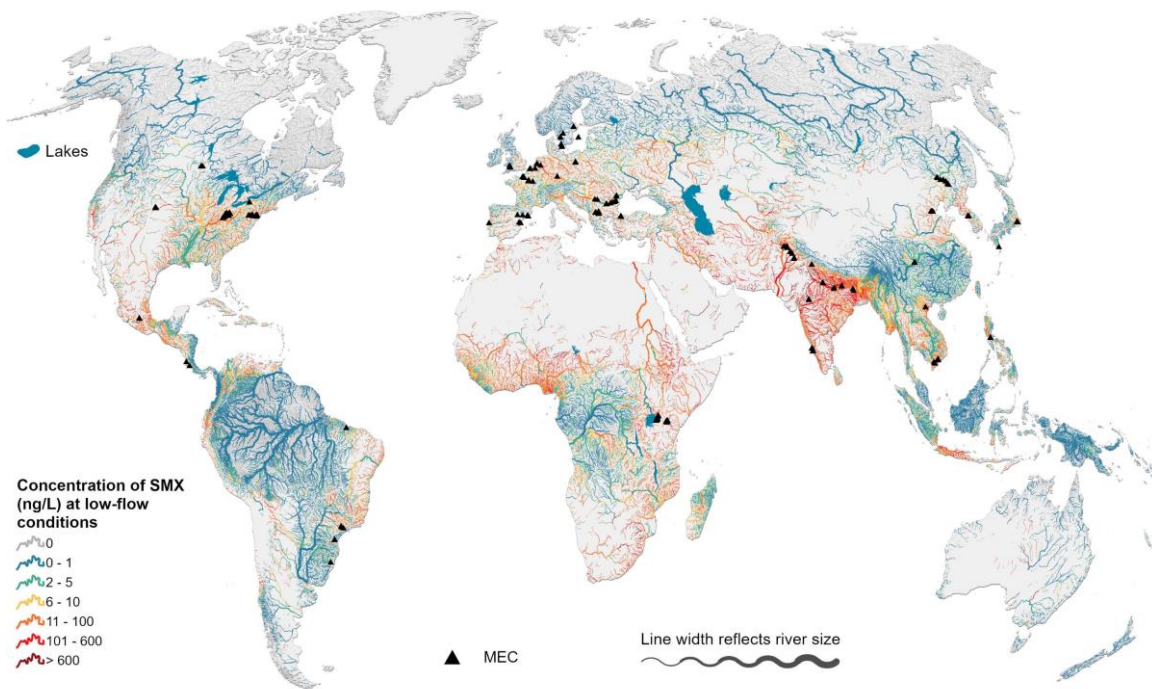 Lakes
Concentration of SMX
(ng/L) at low-flow
conditions
0
0 - 1
2 - 5
6 - 10
11 - 100
101 - 600
> 600
MEC
Line width reflects river size